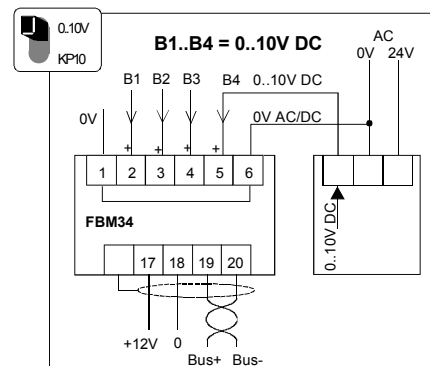 0..10V
KP10
B1..B4 = 0..10V DC
AC
0V 24V
B1 B2 B3 B4 0..10V DC
0V
0V AC/DC
+ + + +
1 2 3 4 5 6
FBM34
0..10V DC
17 18 19 20
+12V 0
Bus+ Bus-